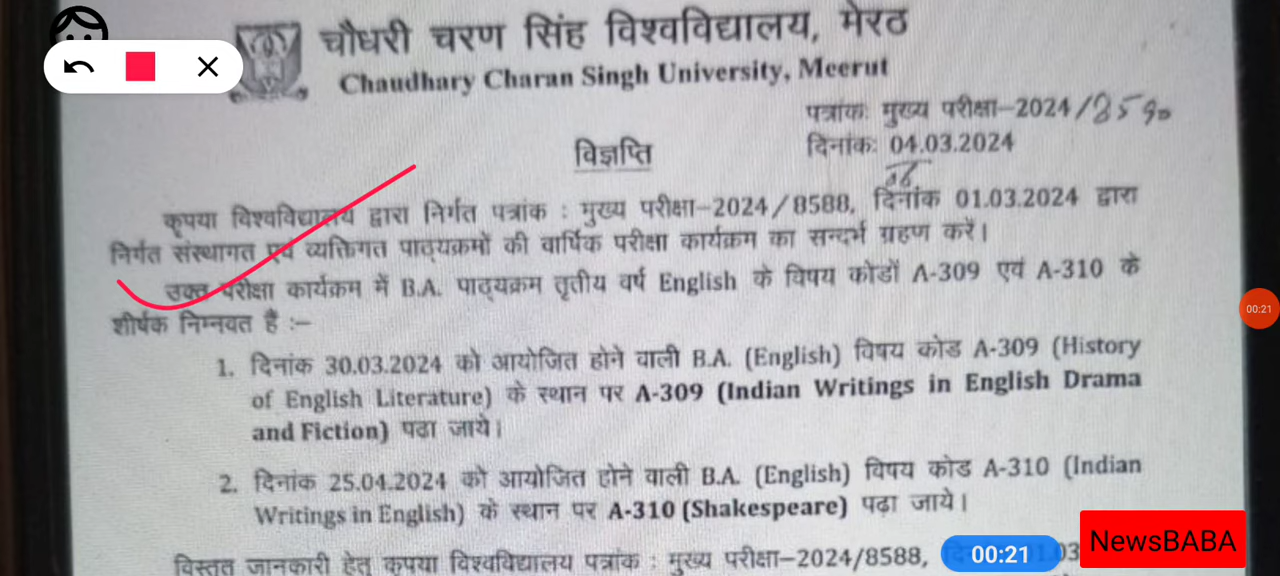 चौधरी चरण सिंह विश्वविद्यालय, मेरठ
Chaudhary Charan Singh University, Meerut
पत्रांक: मुख्य परीक्षा–2024/8590
दिनांक: 04.03.2024
विज्ञप्ति
कृपया विश्वविद्यालय द्वारा निर्गत पत्रांक : मुख्य परीक्षा–2024/8588, दिनांक 01.03.2024 द्वारा
निर्गत संस्थागत एवं व्यक्तिगत पाठ्यक्रमों की वार्षिक परीक्षा कार्यक्रम का सन्दर्भ ग्रहण करें।
उक्त परीक्षा कार्यक्रम में B.A. पाठ्यक्रम तृतीय वर्ष English के विषय कोडों A-309 एवं A-310 के
शीर्षक निम्नवत हैं :–
1. दिनांक 30.03.2024 को आयोजित होने वाली B.A. (English) विषय कोड A-309 (History
of English Literature) के स्थान पर A-309 (Indian Writings in English Drama
and Fiction) पढा जाये।
2. दिनांक 25.04.2024 को आयोजित होने वाली B.A. (English) विषय कोड A-310 (Indian
Writings in English) के स्थान पर A-310 (Shakespeare) पढ़ा जाये।
विस्तृत जानकारी हेतु कृपया विश्वविद्यालय पत्रांक : मुख्य परीक्षा–2024/8588,
00:21
00:21
NewsBABA